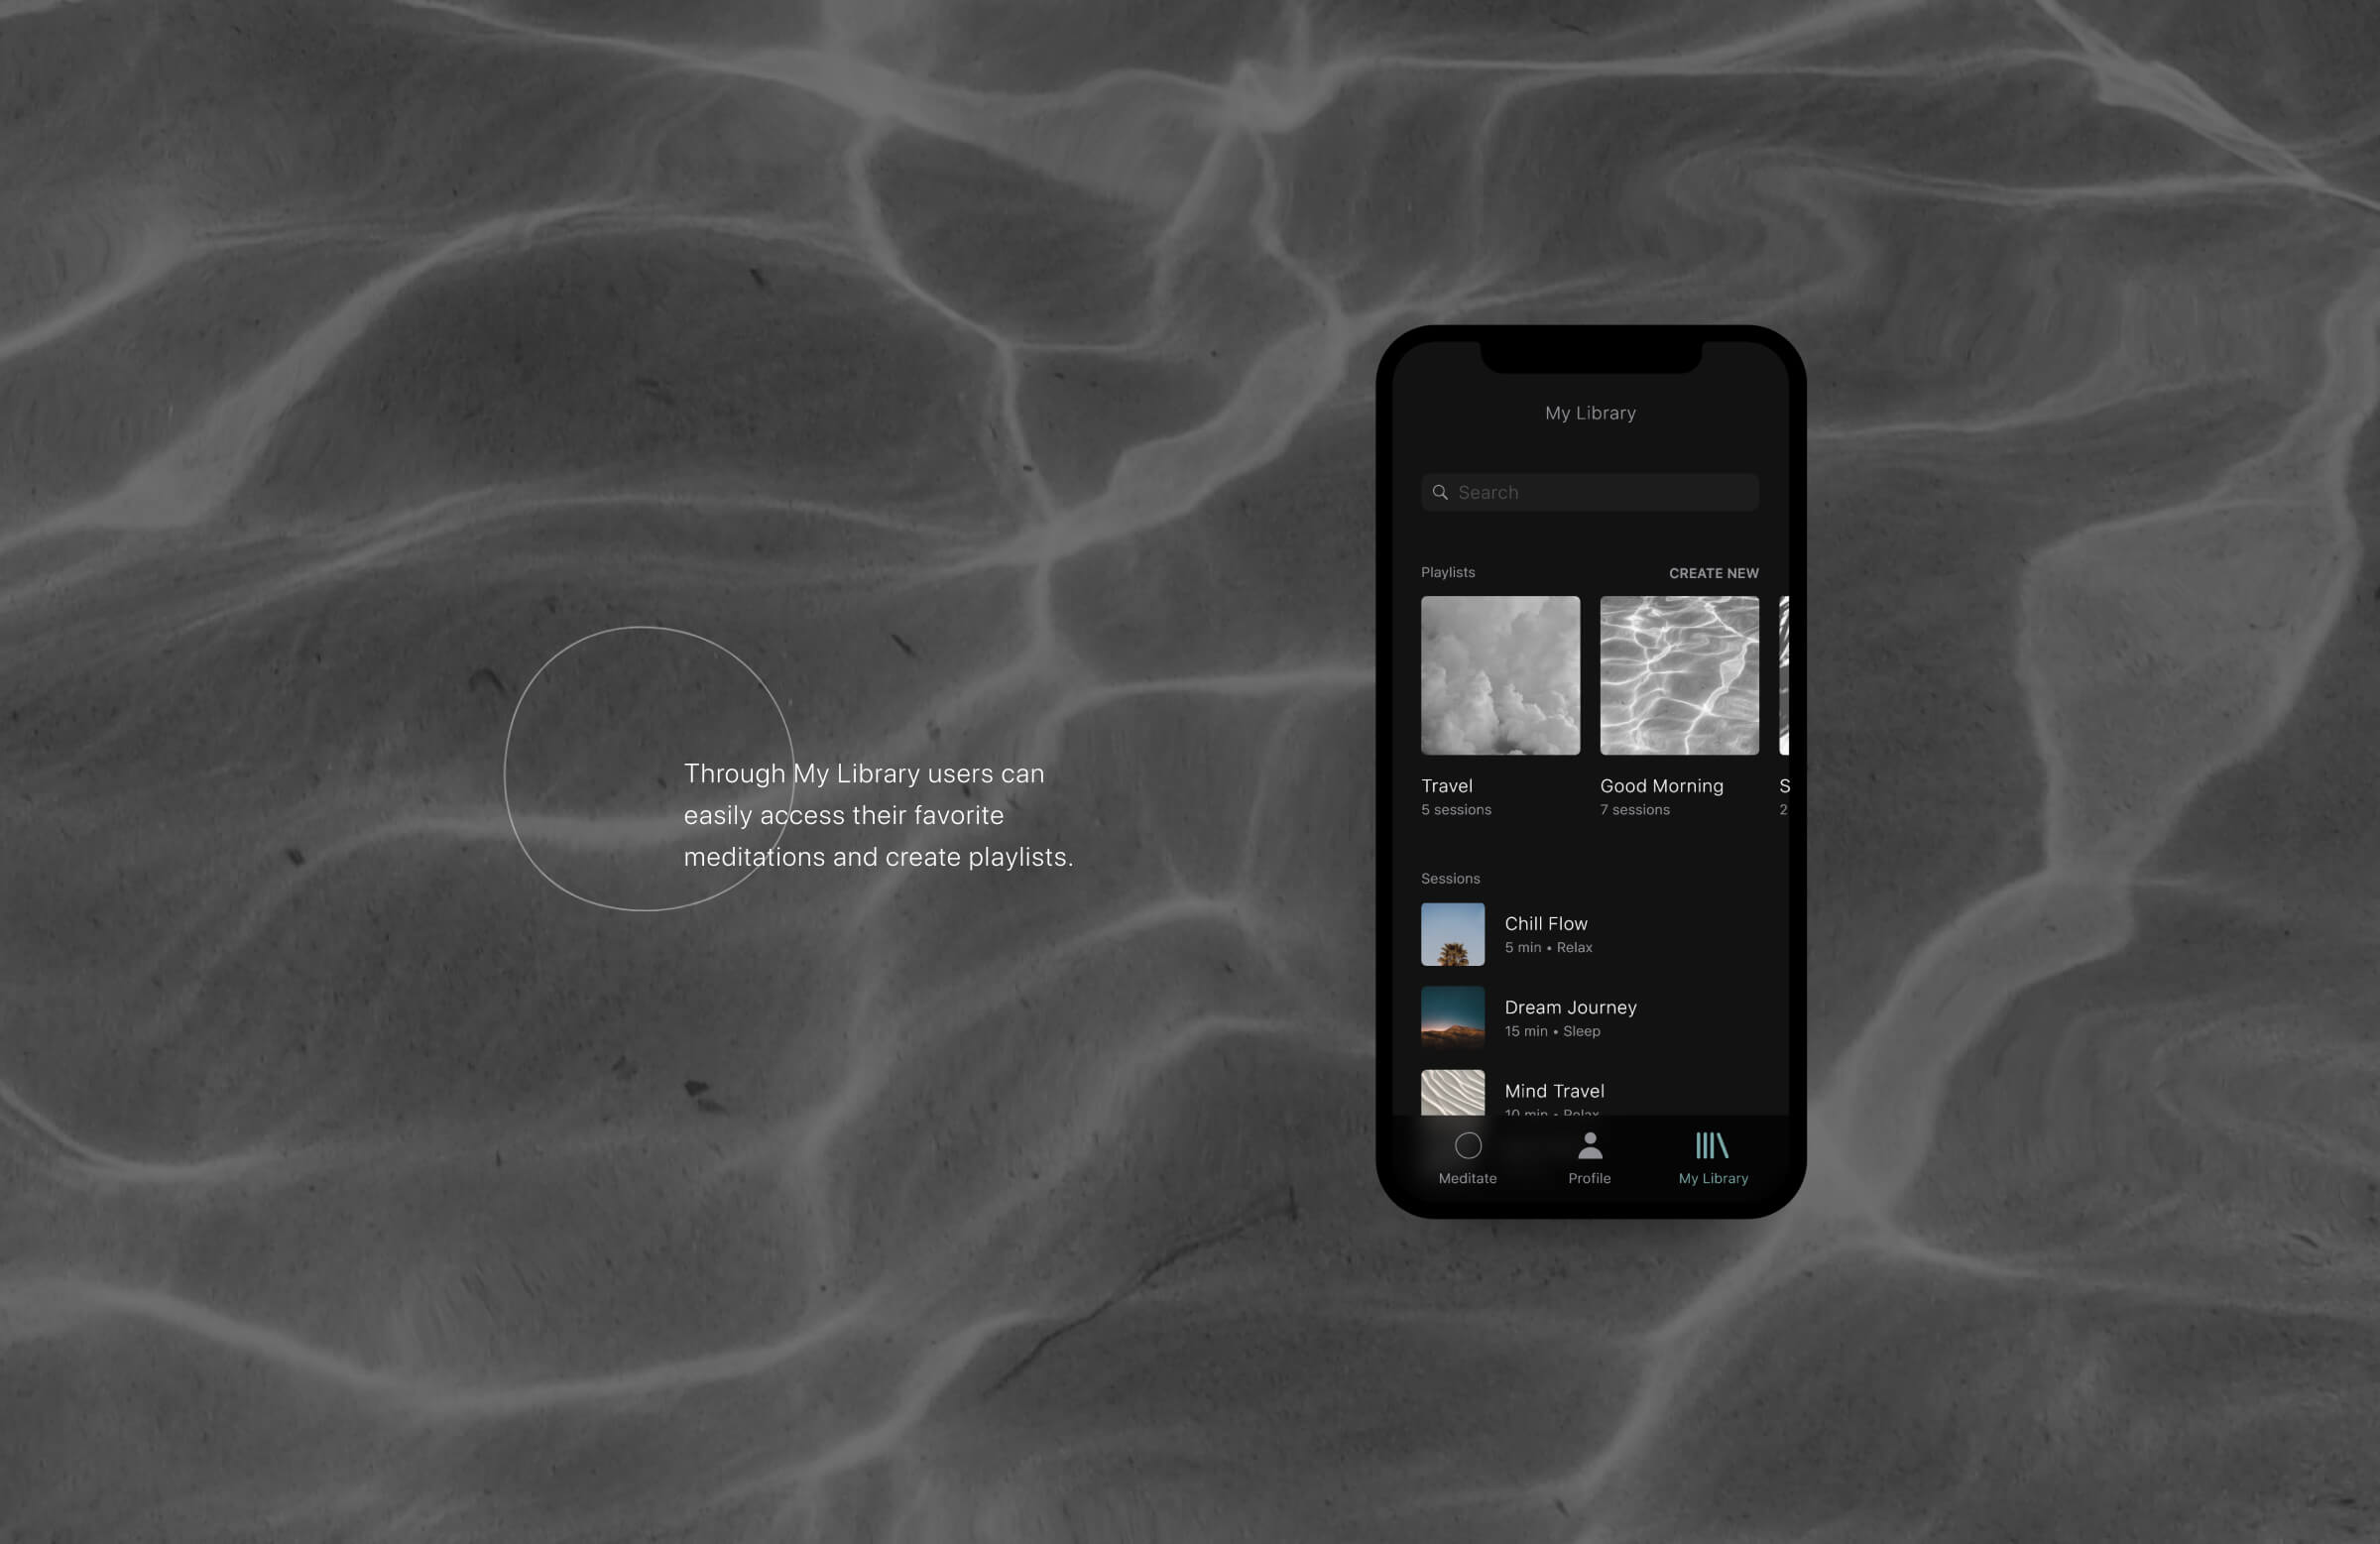 Through My Library users can
easily access their favorite
meditations and create playlists.
My Library
Search
Playlists
CREATE NEW
Travel
5 sessions
Good Morning
7 sessions
S
2
Sessions
Chill Flow
5 min • Relax
Dream Journey
15 min • Sleep
Mind Travel
10 min • Relax
Meditate
Profile
My Library